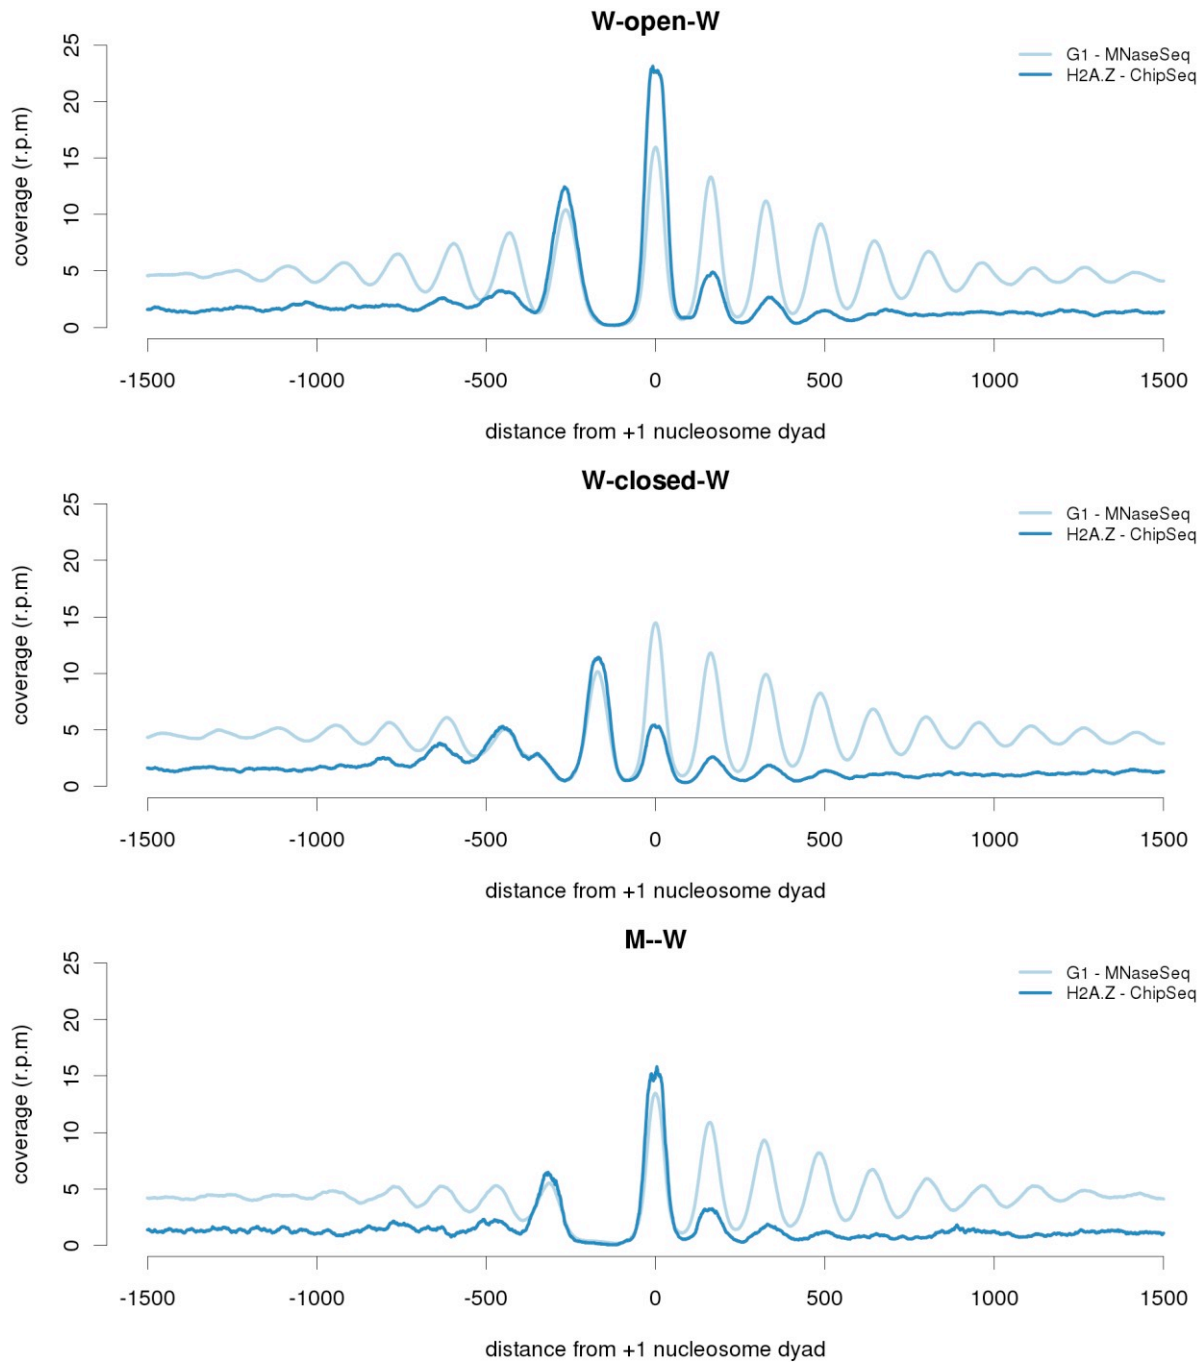 W-open-W
G1 - MNaseSeq
H2A.Z - ChipSeq
coverage (r.p.m)
25
20
15
10
5
0
-1500 -1000 -500 0 500 1000 1500
distance from +1 nucleosome dyad
W-closed-W
G1 - MNaseSeq
H2A.Z - ChipSeq
coverage (r.p.m)
25
20
15
10
5
0
-1500 -1000 -500 0 500 1000 1500
distance from +1 nucleosome dyad
M--W
G1 - MNaseSeq
H2A.Z - ChipSeq
coverage (r.p.m)
25
20
15
10
5
0
-1500 -1000 -500 0 500 1000 1500
distance from +1 nucleosome dyad